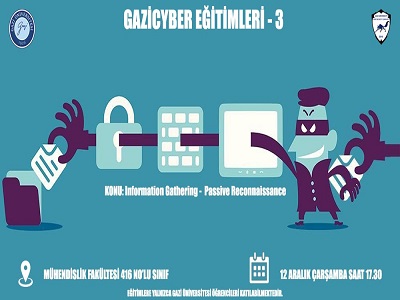 GAZİCYBER EĞİTİMLERİ - 3
KONU: Information Gathering - Passive Reconnaissance
MÜHENDİSLİK FAKÜLTESİ 416 NO'LU SINIF
12 ARALIK ÇARŞAMBA SAAT 17.30
EĞİTİMLERE YALNIZCA GAZİ ÜNİVERSİTESİ ÖĞRENCİLERİ KATILABİLMEKTEDİR.